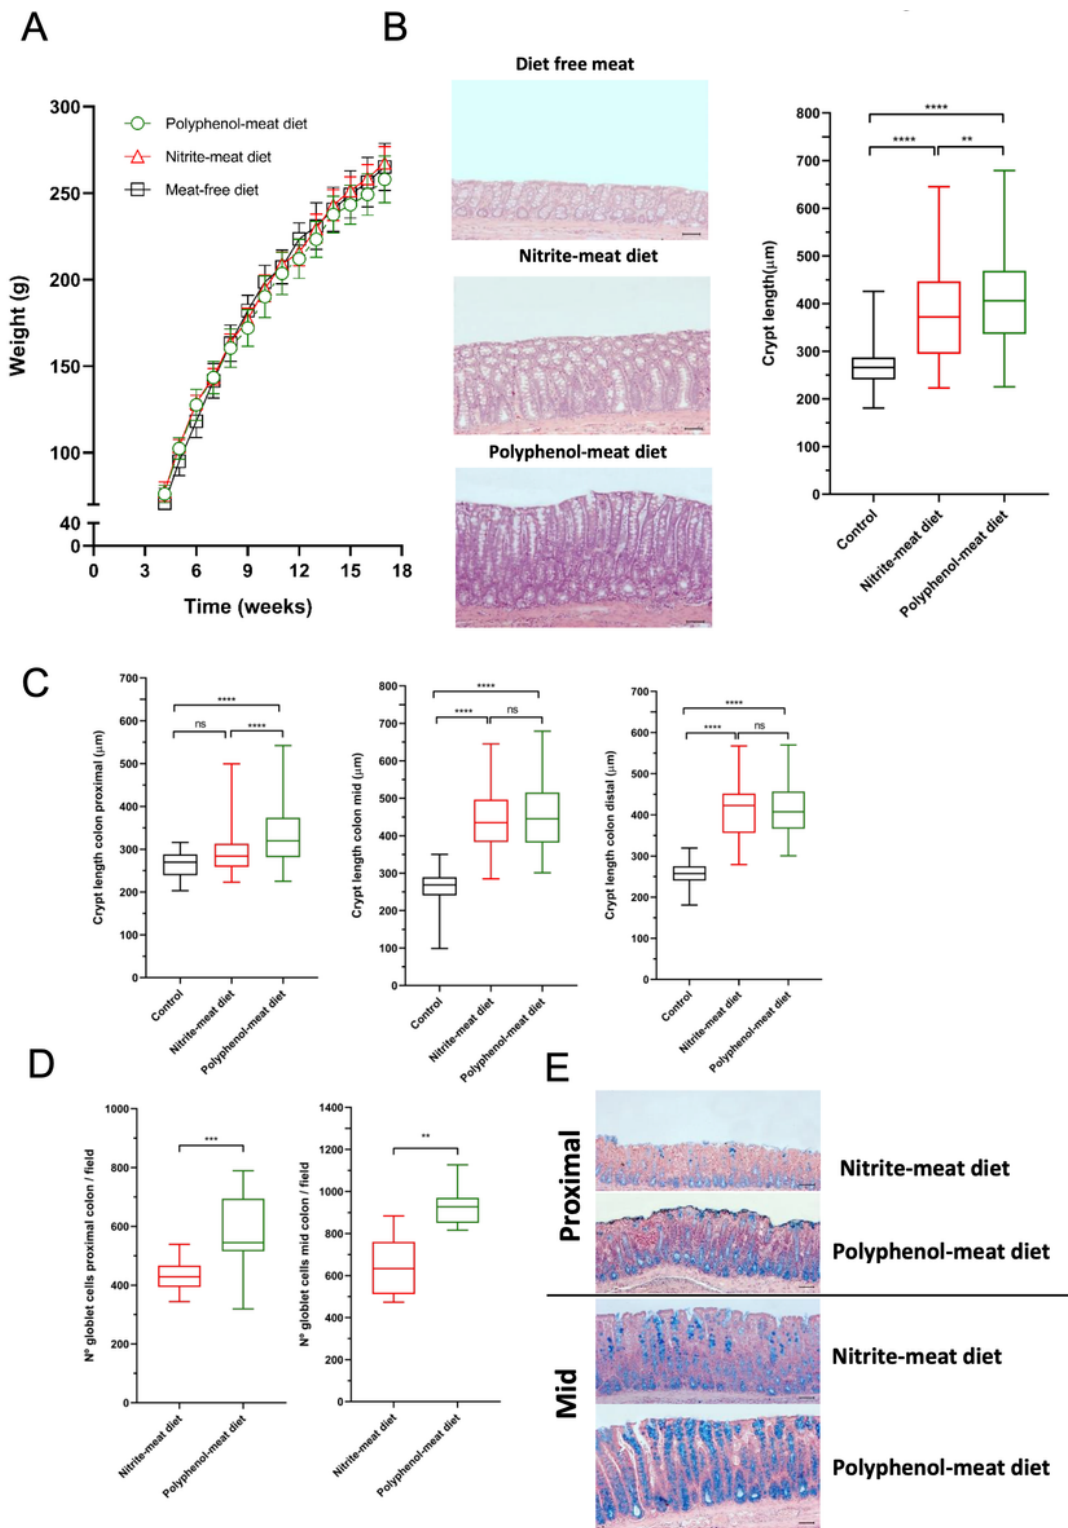 A
Polyphenol-meat diet
Nitrite-meat diet
Meat-free diet
300
250
200
150
100
40
0
0
3
6
9
12
15
18
Weight (g)
Time (weeks)
B
Diet free meat
Nitrite-meat diet
Polyphenol-meat diet
Crypt length(μm)
800
700
600
500
400
300
200
100
0
****
****
**
Control
Nitrite-meat diet
Polyphenol-meat diet
C
Crypt length colon proximal (μm)
700
600
500
400
300
200
100
0
****
ns
****
Control
Nitrite-meat diet
Polyphenol-meat diet
Crypt length colon mid (μm)
800
700
600
500
400
300
200
100
0
****
****
ns
Control
Nitrite-meat diet
Polyphenol-meat diet
Crypt length colon distal (μm)
700
600
500
400
300
200
100
0
****
****
ns
Control
Nitrite-meat diet
Polyphenol-meat diet
D
Nº globlet cells proximal colon / field
1000
800
600
400
200
0
***
Nitrite-meat diet
Polyphenol-meat diet
Nº globlet cells mid colon / field
1400
1200
1000
800
600
400
200
0
**
Nitrite-meat diet
Polyphenol-meat diet
E
Proximal
Nitrite-meat diet
Polyphenol-meat diet
Mid
Nitrite-meat diet
Polyphenol-meat diet